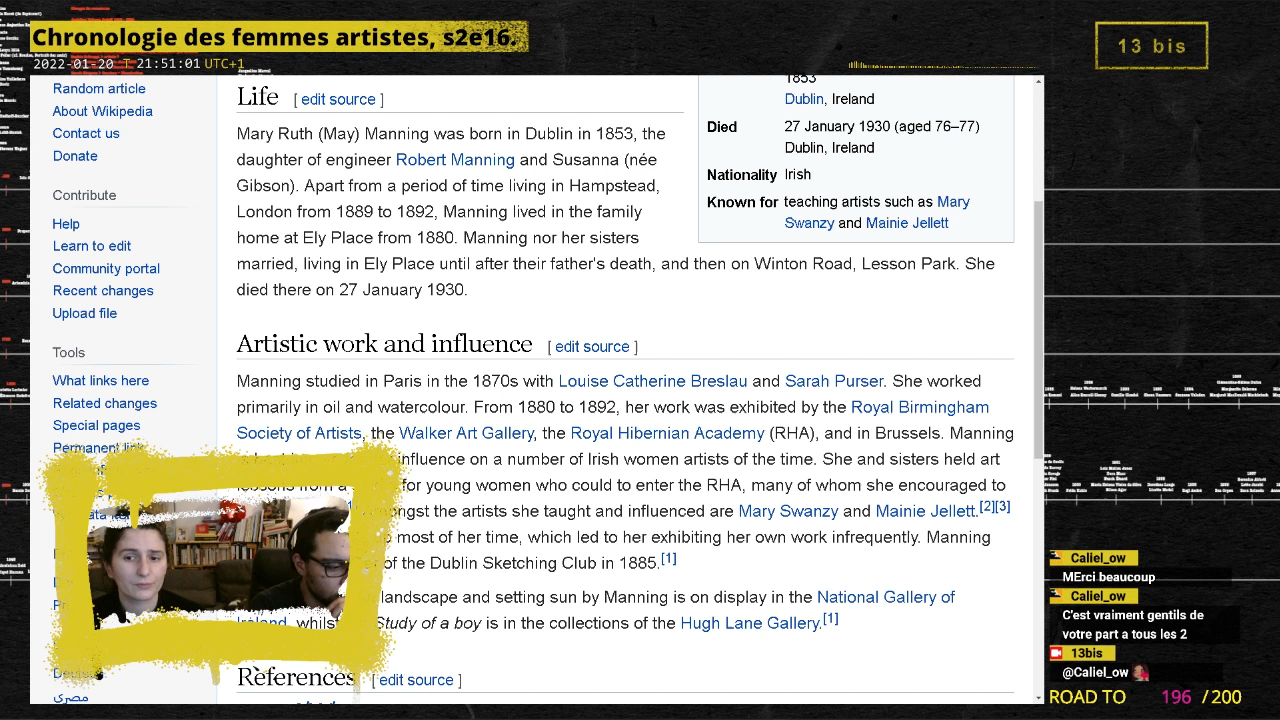 Chronologie des femmes artistes, s2e16.
2022-01-20 T 21:51:01 UTC+1
13 bis
Random article
About Wikipedia
Contact us
Donate
Contribute
Help
Learn to edit
Community portal
Recent changes
Upload file
Tools
What links here
Related changes
Special pages
Permanent
Life [ edit source ]
Mary Ruth (May) Manning was born in Dublin in 1853, the
daughter of engineer Robert Manning and Susanna (née
Gibson). Apart from a period of time living in Hampstead,
London from 1889 to 1892, Manning lived in the family
home at Ely Place from 1880. Manning nor her sisters
married, living in Ely Place until after their father's death, and then on Winton Road, Lesson Park. She
died there on 27 January 1930.
1853
Dublin, Ireland
Died 27 January 1930 (aged 76–77)
Dublin, Ireland
Nationality Irish
Known for teaching artists such as Mary
Swanzy and Mainie Jellett
Artistic work and influence [ edit source ]
Manning studied in Paris in the 1870s with Louise Catherine Breslau and Sarah Purser. She worked
primarily in oil and watercolour. From 1880 to 1892, her work was exhibited by the Royal Birmingham
Society of Artists, the Walker Art Gallery, the Royal Hibernian Academy (RHA), and in Brussels. Manning
influence on a number of Irish women artists of the time. She and sisters held art
for young women who could to enter the RHA, many of whom she encouraged to
amongst the artists she taught and influenced are Mary Swanzy and Mainie Jellett.[2][3]
most of her time, which led to her exhibiting her own work infrequently. Manning
of the Dublin Sketching Club in 1885.[1]
landscape and setting sun by Manning is on display in the National Gallery of
Ireland, whilst Study of a boy is in the collections of the Hugh Lane Gallery.[1]
References [ edit source ]
مصرى
Caliel_ow
MErci beaucoup
Caliel_ow
C'est vraiment gentils de
votre part a tous les 2
13bis
@Caliel_ow
ROAD TO 196 / 200